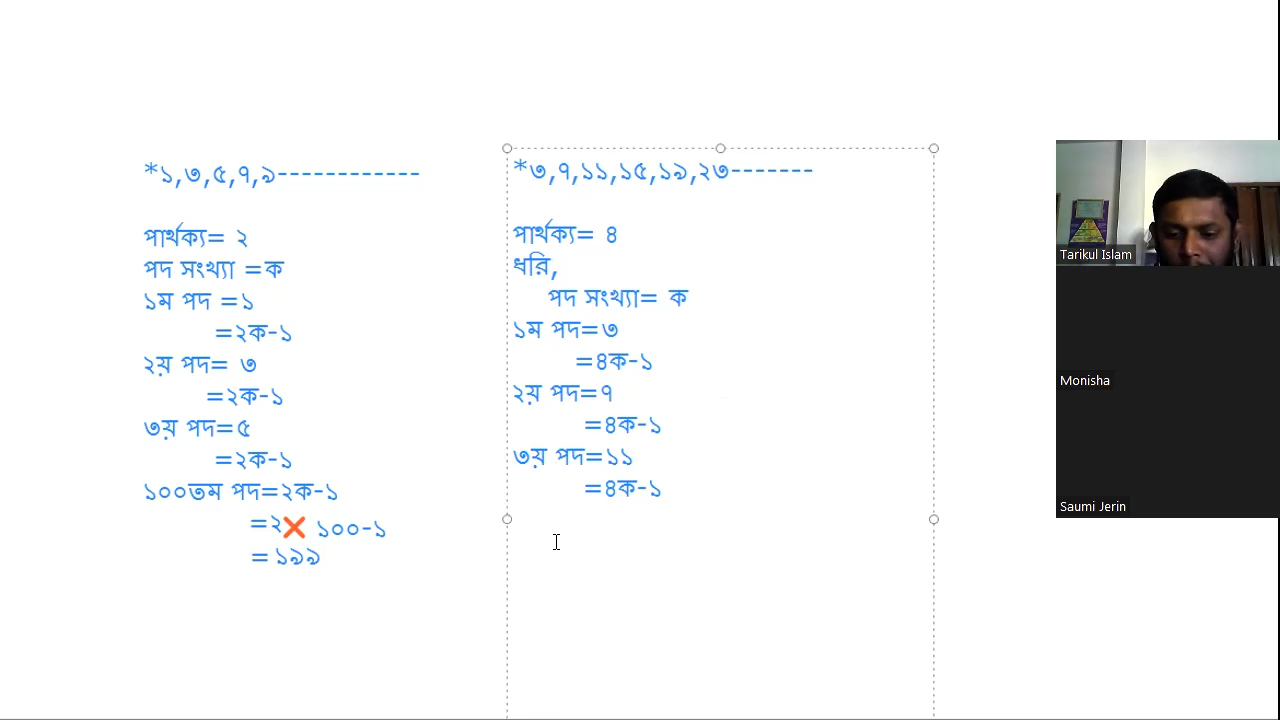 *১,৩,৫,৭,৯------------
পার্থক্য= ২
পদ সংখ্যা =ক
১ম পদ =১
=২ক-১
২য় পদ= ৩
=২ক-১
৩য় পদ=৫
=২ক-১
১০০তম পদ=২ক-১
=২❌ ১০০-১
= ১৯৯
*৩,৭,১১,১৫,১৯,২৩-------
পার্থক্য= ৪
ধরি,
পদ সংখ্যা= ক
১ম পদ=৩
=৪ক-১
২য় পদ=৭
=৪ক-১
৩য় পদ=১১
=৪ক-১
Tarikul Islam
Monisha
Saumi Jerin